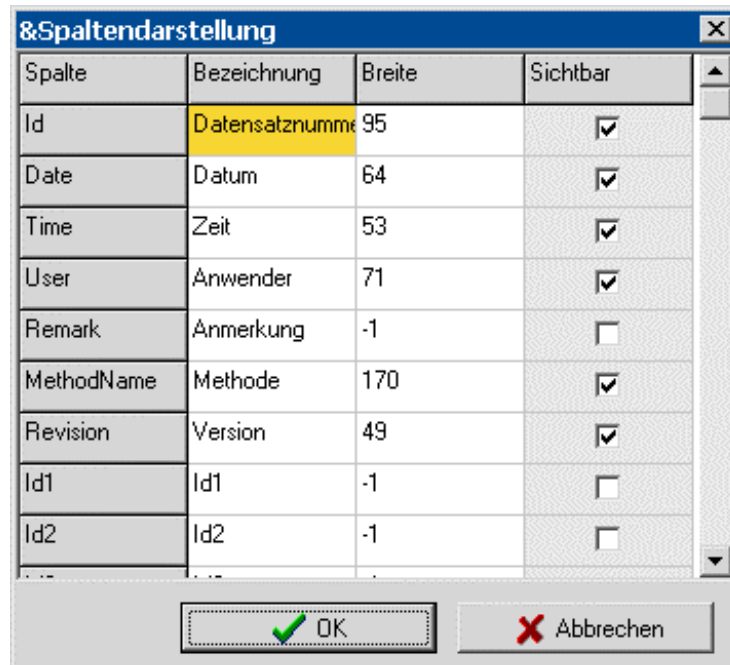 &Spaltendarstellung
Spalte Bezeichnung Breite Sichtbar
Id Datensatznumme 95
Date Datum 64
Time Zeit 53
User Anwender 71
Remark Anmerkung -1
MethodName Methode 170
Revision Version 49
Id1 Id1 -1
Id2 Id2 -1
OK Abbrechen